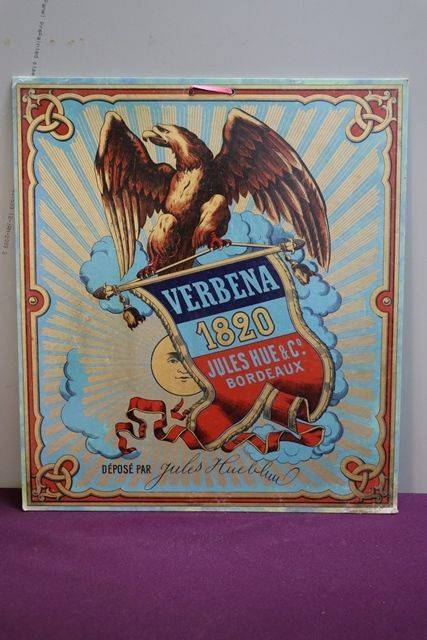 VERBENA
1820
JULES HUE & Cº
BORDEAUX
DÉPOSÉ PAR